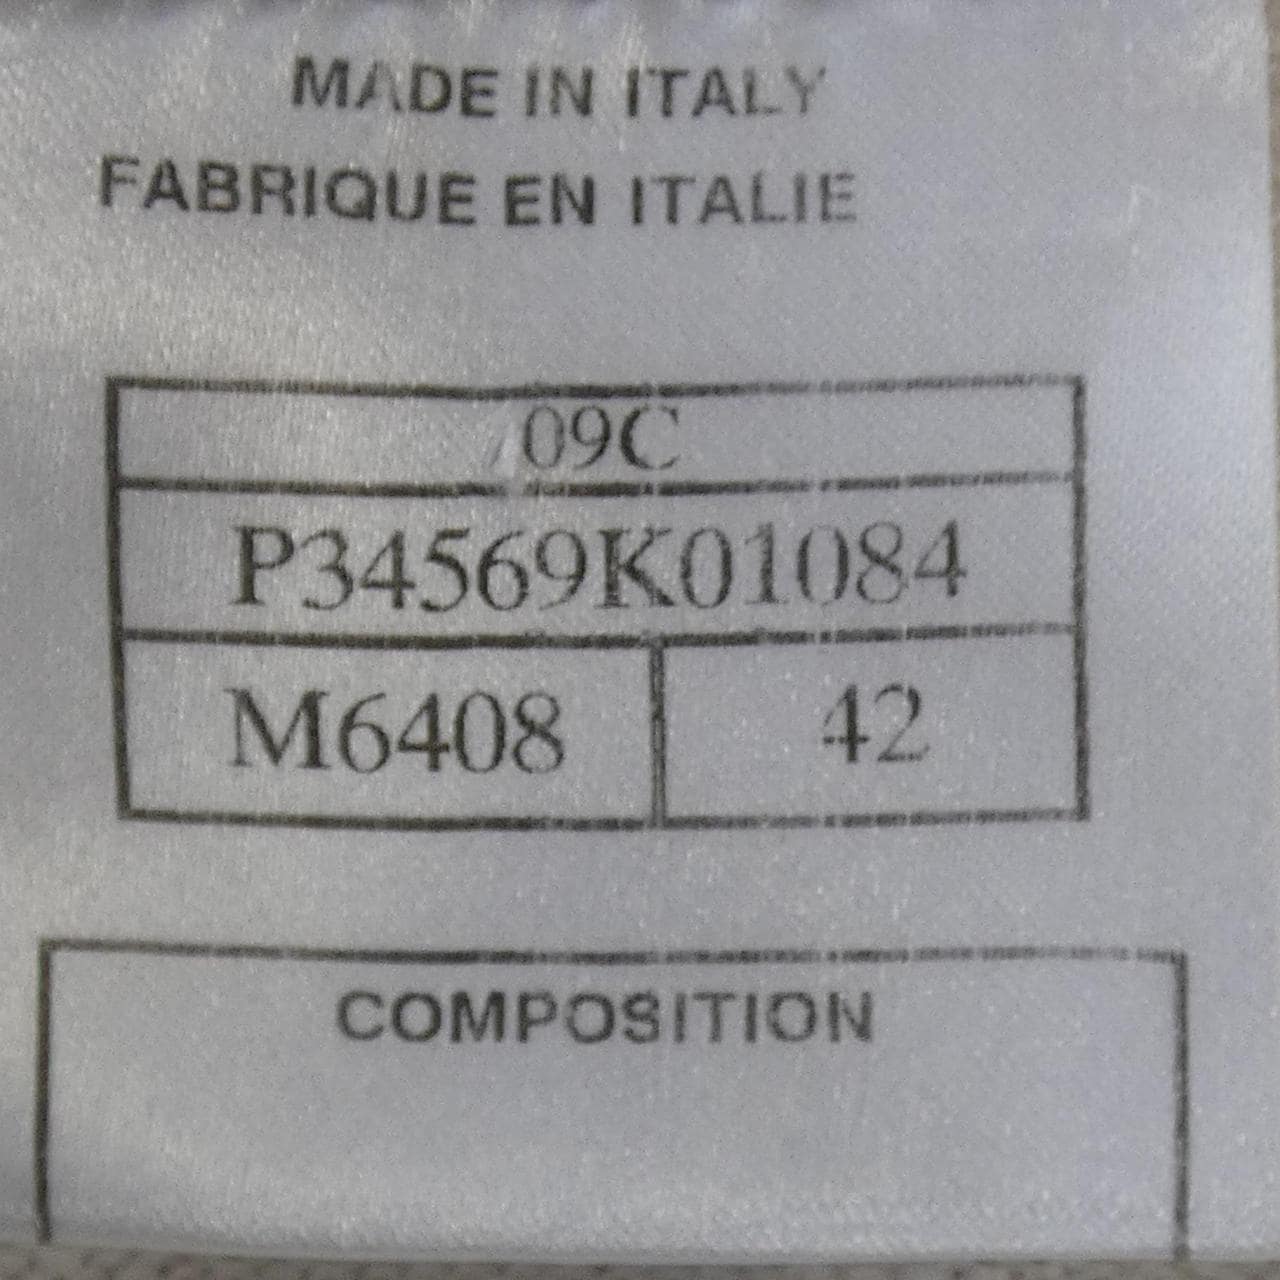 MADE IN ITALY
FABRIQUE EN ITALIE
09C
P34569K01084
M6408 42
COMPOSITION